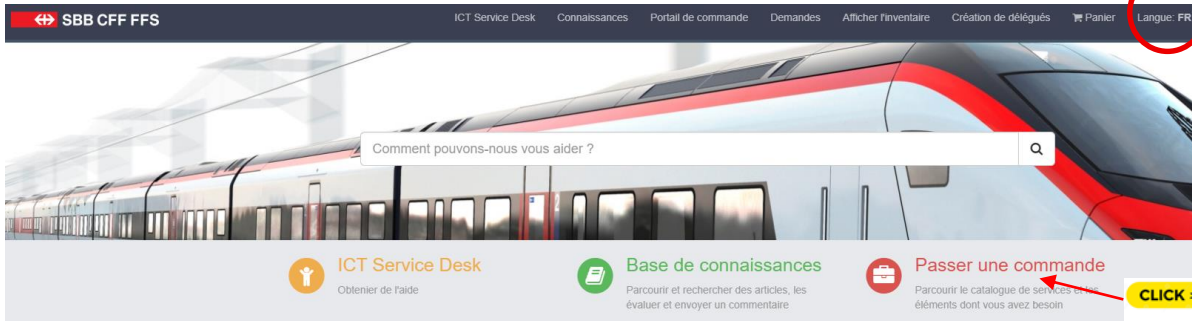 SBB CFF FFS
ICT Service Desk Connaissances Portail de commande Demandes Afficher l'inventaire Création de délégués Panier Langue: FR
Comment pouvons-nous vous aider ?
ICT Service Desk
Obtenier de l'aide
Base de connaissances
Parcourir et rechercher des articles, les
évaluer et envoyer un commentaire
Passer une commande
Parcourir le catalogue de services et les
éléments dont vous avez besoin
CLICK